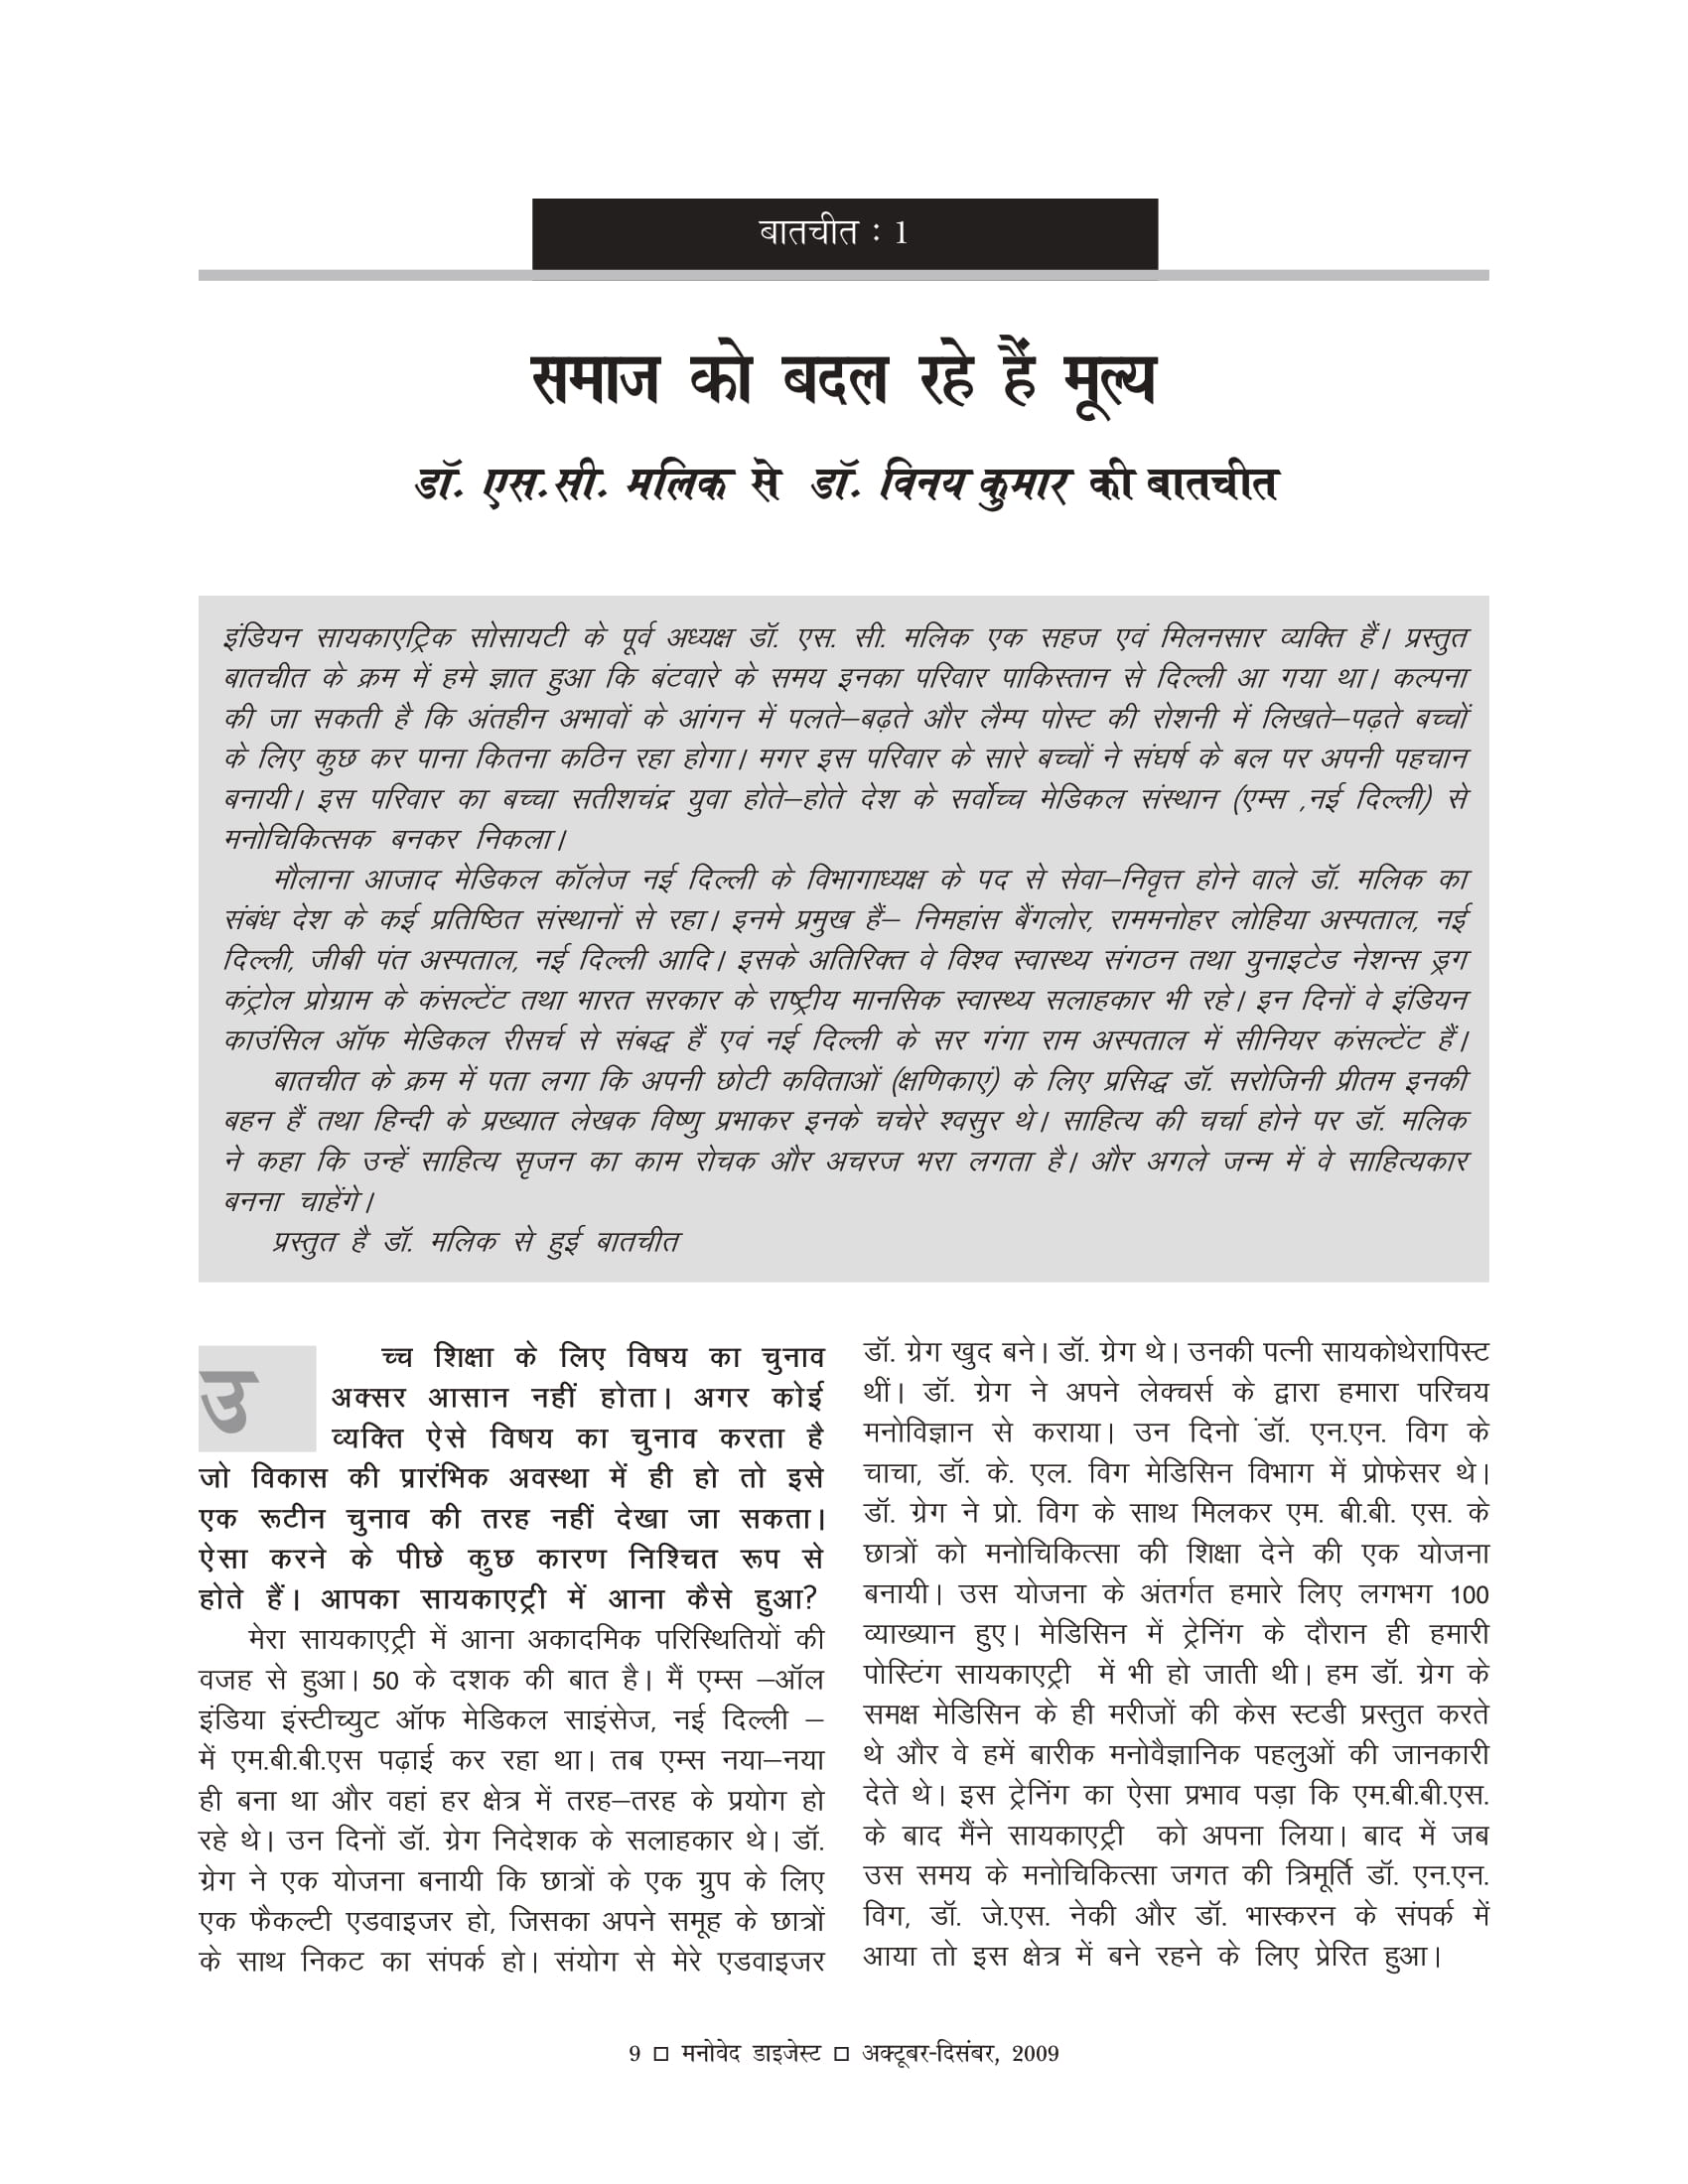 बातचीत : 1
समाज को बदल रहे हैं मूल्य
डॉ. एस.सी. मलिक से डॉ. विनय कुमार की बातचीत
इंडियन सायकाएट्रिक सोसायटी के पूर्व अध्यक्ष डॉ. एस. सी. मलिक एक सहज एवं मिलनसार व्यक्ति हैं। प्रस्तुत
बातचीत के क्रम में हमे ज्ञात हुआ कि बंटवारे के समय इनका परिवार पाकिस्तान से दिल्ली आ गया था। कल्पना
की जा सकती है कि अंतहीन अभावों के आंगन में पलते–बढ़ते और लैम्प पोस्ट की रोशनी में लिखते–पढ़ते बच्चों
के लिए कुछ कर पाना कितना कठिन रहा होगा। मगर इस परिवार के सारे बच्चों ने संघर्ष के बल पर अपनी पहचान
बनायी। इस परिवार का बच्चा सतीशचंद्र युवा होते–होते देश के सर्वोच्च मेडिकल संस्थान (एम्स ,नई दिल्ली) से
मनोचिकित्सक बनकर निकला।
मौलाना आजाद मेडिकल कॉलेज नई दिल्ली के विभागाध्यक्ष के पद से सेवा–निवृत्त होने वाले डॉ. मलिक का
संबंध देश के कई प्रतिष्ठित संस्थानों से रहा। इनमे प्रमुख हैं– निमहांस बैंगलोर, राममनोहर लोहिया अस्पताल, नई
दिल्ली, जीबी पंत अस्पताल, नई दिल्ली आदि। इसके अतिरिक्त वे विश्व स्वास्थ्य संगठन तथा युनाइटेड नेशन्स ड्रग
कंट्रोल प्रोग्राम के कंसल्टेंट तथा भारत सरकार के राष्ट्रीय मानसिक स्वास्थ्य सलाहकार भी रहे। इन दिनों वे इंडियन
काउंसिल ऑफ मेडिकल रीसर्च से संबद्ध हैं एवं नई दिल्ली के सर गंगा राम अस्पताल में सीनियर कंसल्टेंट हैं।
बातचीत के क्रम में पता लगा कि अपनी छोटी कविताओं (क्षणिकाएं) के लिए प्रसिद्ध डॉ. सरोजिनी प्रीतम इनकी
बहन हैं तथा हिन्दी के प्रख्यात लेखक विष्णु प्रभाकर इनके चचेरे श्वसुर थे। साहित्य की चर्चा होने पर डॉ. मलिक
ने कहा कि उन्हें साहित्य सृजन का काम रोचक और अचरज भरा लगता है। और अगले जन्म में वे साहित्यकार
बनना चाहेंगे।
प्रस्तुत है डॉ. मलिक से हुई बातचीत
उच्च शिक्षा के लिए विषय का चुनाव
अक्सर आसान नहीं होता। अगर कोई
व्यक्ति ऐसे विषय का चुनाव करता है
जो विकास की प्रारंभिक अवस्था में ही हो तो इसे
एक रूटीन चुनाव की तरह नहीं देखा जा सकता।
ऐसा करने के पीछे कुछ कारण निश्चित रूप से
होते हैं। आपका सायकाएट्री में आना कैसे हुआ?
मेरा सायकाएट्री में आना अकादमिक परिस्थितियों की
वजह से हुआ। 50 के दशक की बात है। मैं एम्स –ऑल
इंडिया इंस्टीच्युट ऑफ मेडिकल साइंसेज, नई दिल्ली –
में एम.बी.बी.एस पढ़ाई कर रहा था। तब एम्स नया–नया
ही बना था और वहां हर क्षेत्र में तरह–तरह के प्रयोग हो
रहे थे। उन दिनों डॉ. ग्रेग निदेशक के सलाहकार थे। डॉ.
ग्रेग ने एक योजना बनायी कि छात्रों के एक ग्रुप के लिए
एक फैकल्टी एडवाइजर हो, जिसका अपने समूह के छात्रों
के साथ निकट का संपर्क हो। संयोग से मेरे एडवाइजर
डॉ. ग्रेग खुद बने। डॉ. ग्रेग थे। उनकी पत्नी सायकोथेरापिस्ट
थीं। डॉ. ग्रेग ने अपने लेक्चर्स के द्वारा हमारा परिचय
मनोविज्ञान से कराया। उन दिनो ंडॉ. एन.एन. विग के
चाचा, डॉ. के. एल. विग मेडिसिन विभाग में प्रोफेसर थे।
डॉ. ग्रेग ने प्रो. विग के साथ मिलकर एम. बी.बी. एस. के
छात्रों को मनोचिकित्सा की शिक्षा देने की एक योजना
बनायी। उस योजना के अंतर्गत हमारे लिए लगभग 100
व्याख्यान हुए। मेडिसिन में ट्रेनिंग के दौरान ही हमारी
पोस्टिंग सायकाएट्री में भी हो जाती थी। हम डॉ. ग्रेग के
समक्ष मेडिसिन के ही मरीजों की केस स्टडी प्रस्तुत करते
थे और वे हमें बारीक मनोवैज्ञानिक पहलुओं की जानकारी
देते थे। इस ट्रेनिंग का ऐसा प्रभाव पड़ा कि एम.बी.बी.एस.
के बाद मैंने सायकाएट्री को अपना लिया। बाद में जब
उस समय के मनोचिकित्सा जगत की त्रिमूर्ति डॉ. एन.एन.
विग, डॉ. जे.एस. नेकी और डॉ. भास्करन के संपर्क में
आया तो इस क्षेत्र में बने रहने के लिए प्रेरित हुआ।
9 □ मनोवेद डाइजेस्ट □ अक्टूबर-दिसंबर, 2009